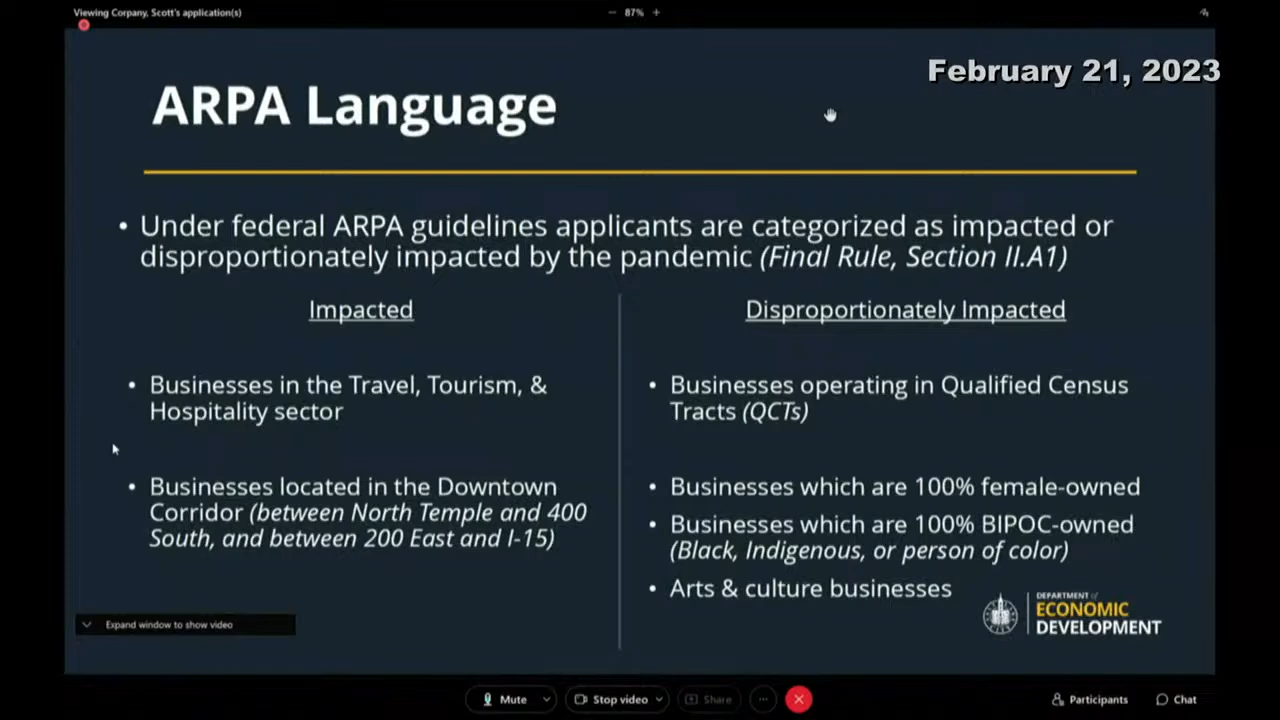 Viewing Corpany, Scott's application(s)
87%
February 21, 2023
ARPA Language
• Under federal ARPA guidelines applicants are categorized as impacted or
disproportionately impacted by the pandemic (Final Rule, Section II.A1)
Impacted
• Businesses in the Travel, Tourism, &
Hospitality sector
• Businesses located in the Downtown
Corridor (between North Temple and 400
South, and between 200 East and I-15)
Disproportionately Impacted
• Businesses operating in Qualified Census
Tracts (QCTs)
• Businesses which are 100% female-owned
• Businesses which are 100% BIPOC-owned
(Black, Indigenous, or person of color)
• Arts & culture businesses
DEPARTMENT of
ECONOMIC
DEVELOPMENT
Expand window to show video
Mute
Stop video
Share
Participants
Chat